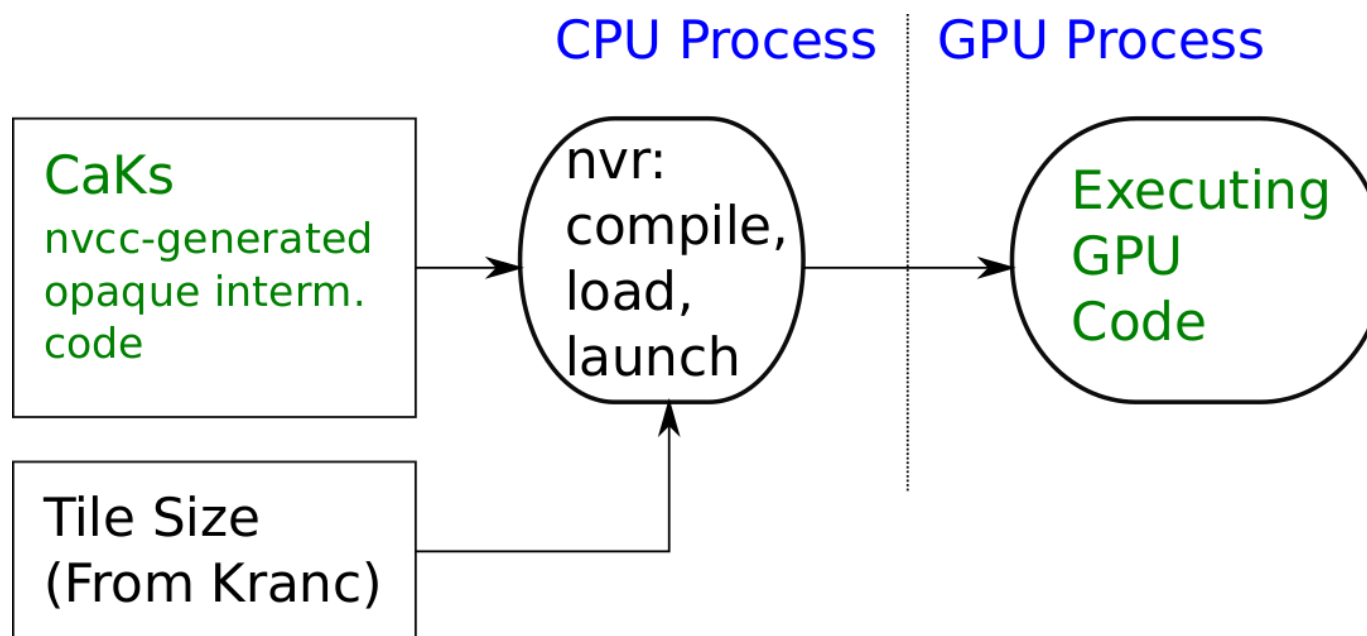 CPU Process
GPU Process
CaKs
nvcc-generated
opaque interm.
code
nvr:
compile,
load,
launch
Executing
GPU
Code
Tile Size
(From Kranc)